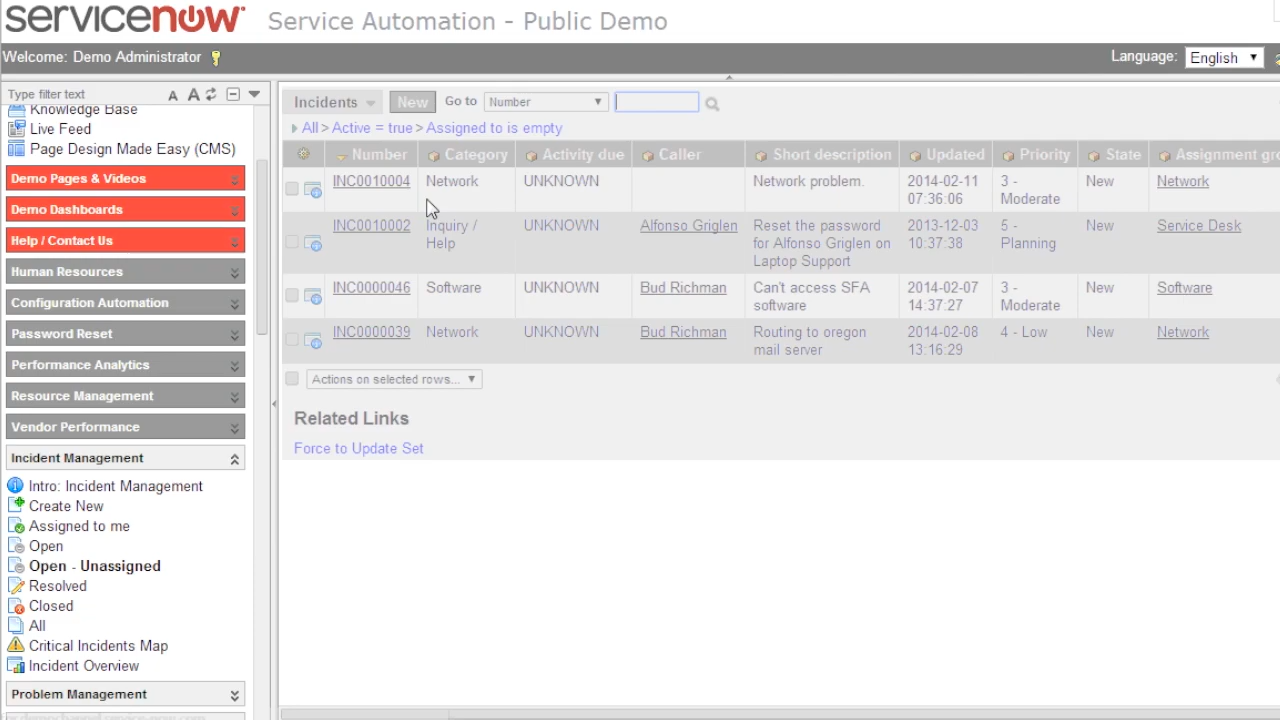 servicenow Service Automation - Public Demo
Welcome: Demo Administrator Language: English
Type filter text A A
Knowledge Base
Live Feed
Page Design Made Easy (CMS)
Demo Pages & Videos
Demo Dashboards
Help / Contact Us
Human Resources
Configuration Automation
Password Reset
Performance Analytics
Resource Management
Vendor Performance
Incident Management
Intro: Incident Management
Create New
Assigned to me
Open
Open - Unassigned
Resolved
Closed
All
Critical Incidents Map
Incident Overview
Problem Management
Incidents New Go to Number
All > Active = true > Assigned to is empty
Number Category Activity due Caller Short description Updated Priority State Assignment gro
INC0010004 Network UNKNOWN Network problem. 2014-02-11 3 - New Network
07:36:06 Moderate
INC0010002 Inquiry / UNKNOWN Alfonso Griglen Reset the password 2013-12-03 5 - New Service Desk
Help for Alfonso Griglen on 10:37:38 Planning
Laptop Support
INC0000046 Software UNKNOWN Bud Richman Can't access SFA 2014-02-07 3 - New Software
software 14:37:27 Moderate
INC0000039 Network UNKNOWN Bud Richman Routing to oregon 2014-02-08 4 - Low New Network
mail server 13:16:29
Actions on selected rows...
Related Links
Force to Update Set